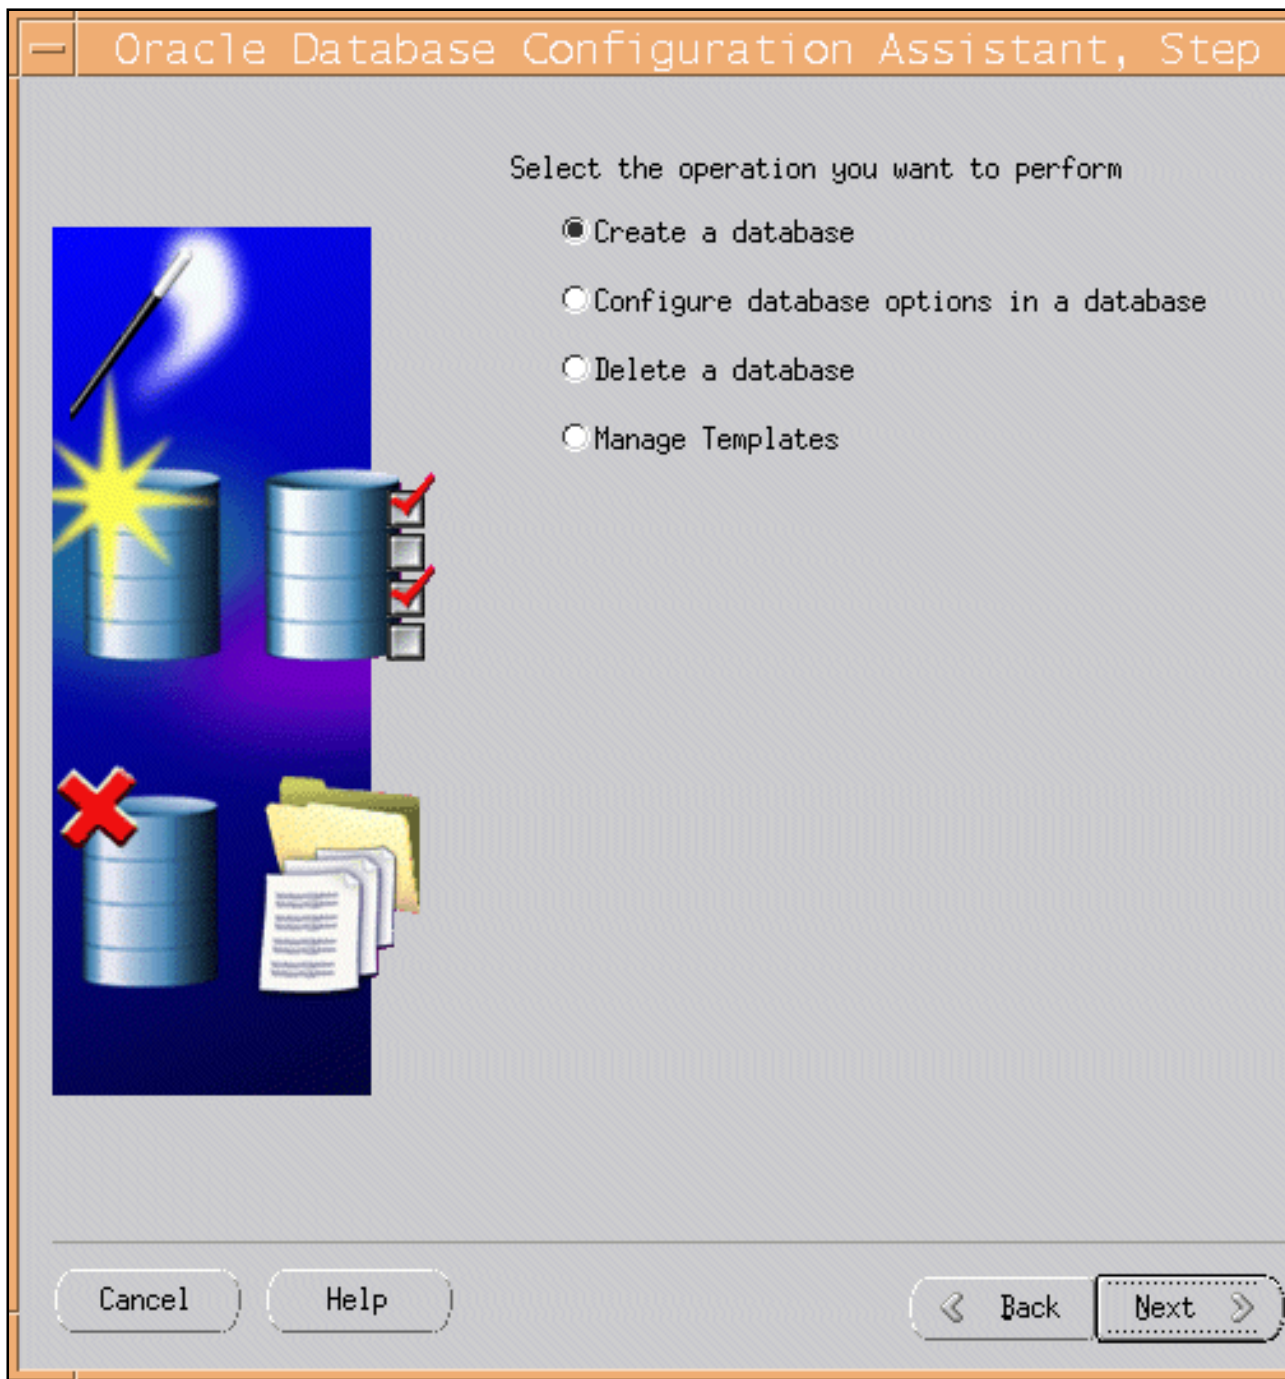 Oracle Database Configuration Assistant, Step
Select the operation you want to perform
Create a database
Configure database options in a database
Delete a database
Manage Templates
Cancel
Help
Back
Next